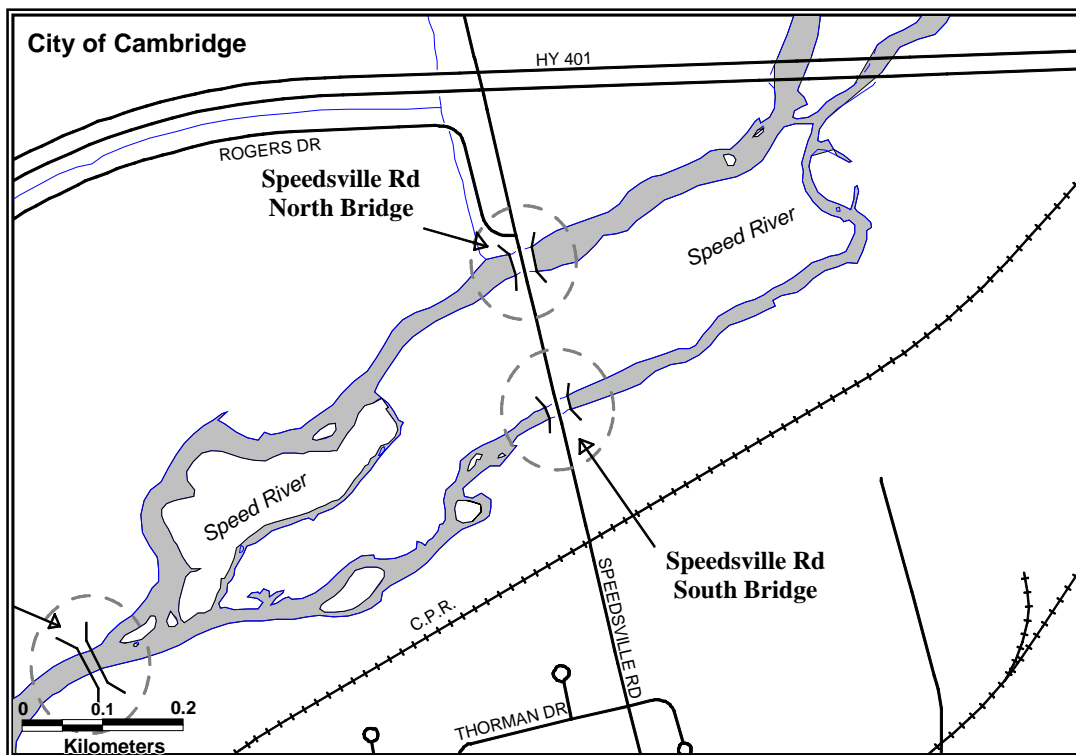 City of Cambridge
HY 401
ROGERS DR
Speedsville Rd
North Bridge
Speed River
Speed River
Speedsville Rd
South Bridge
SPEEDSVILLE RD
C.P.R.
THORMAN DR
0 0.1 0.2
Kilometers